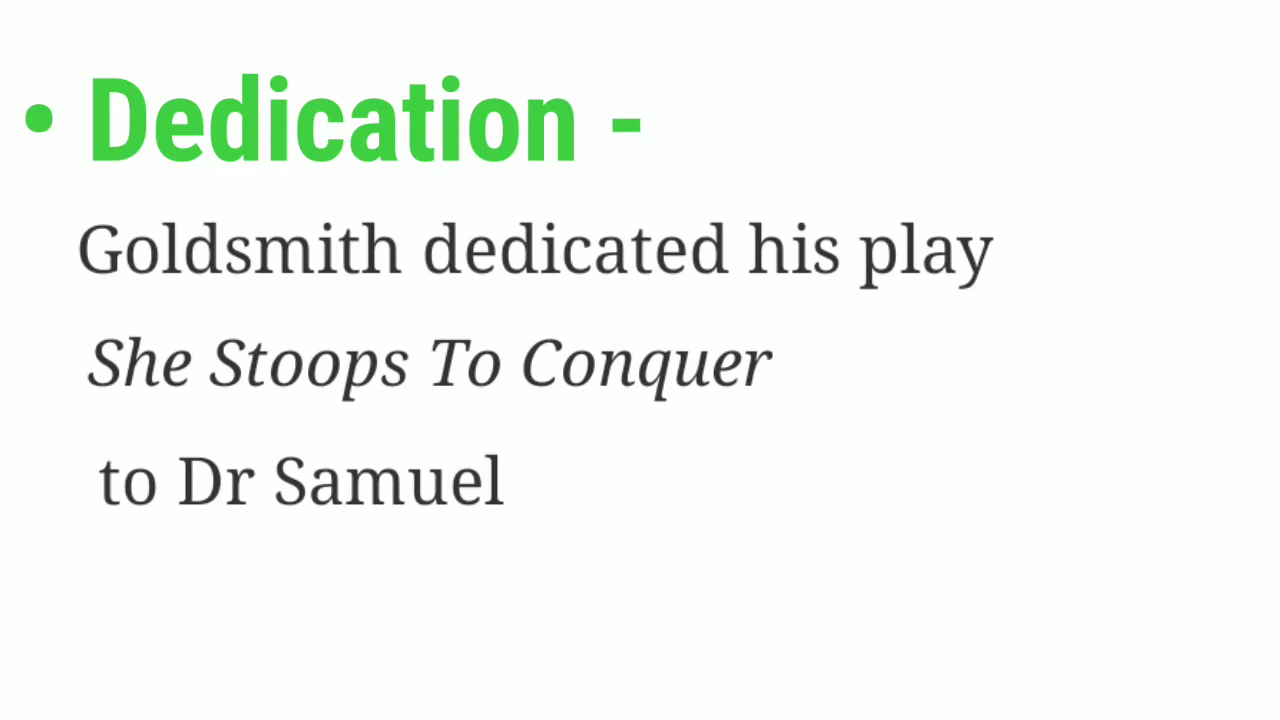 • Dedication -
Goldsmith dedicated his play
She Stoops To Conquer
to Dr Samuel